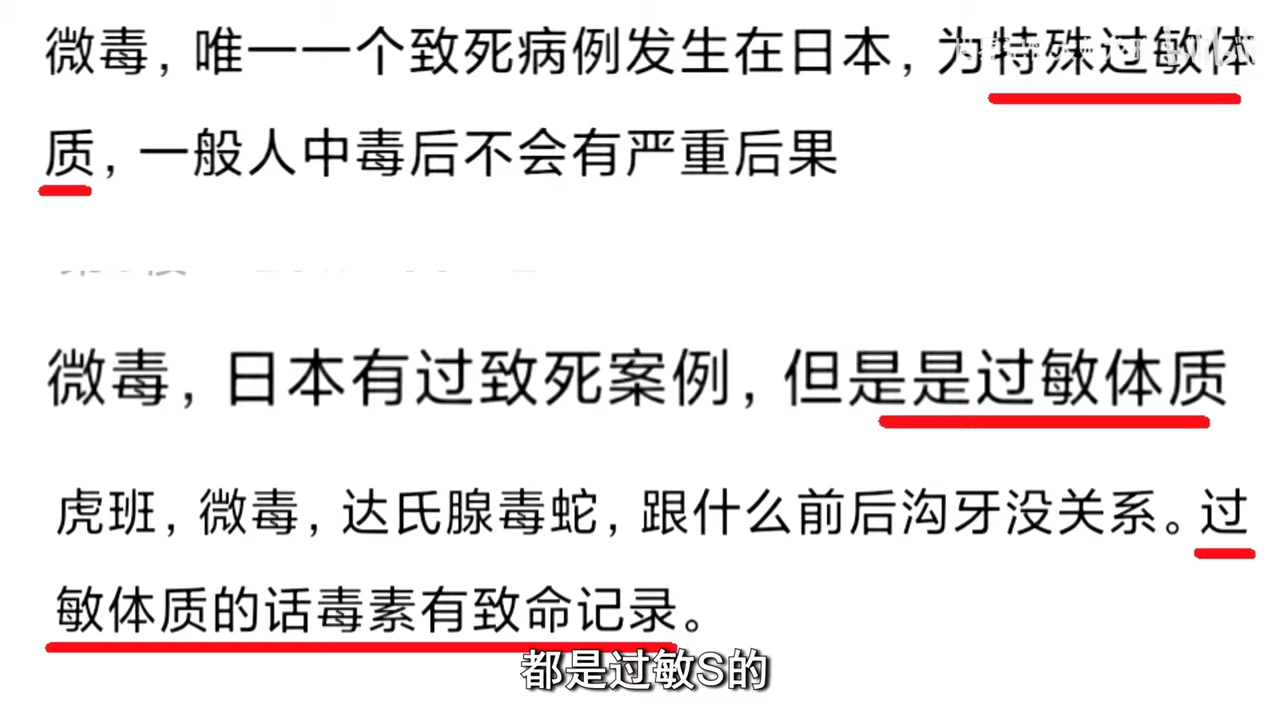 微毒，唯一一个致死病例发生在日本，为特殊过敏体
质，一般人中毒后不会有严重后果
微毒，日本有过致死案例，但是是过敏体质
虎班，微毒，达氏腺毒蛇，跟什么前后沟牙没关系。过
敏体质的话毒素有致命记录。
都是过敏S的